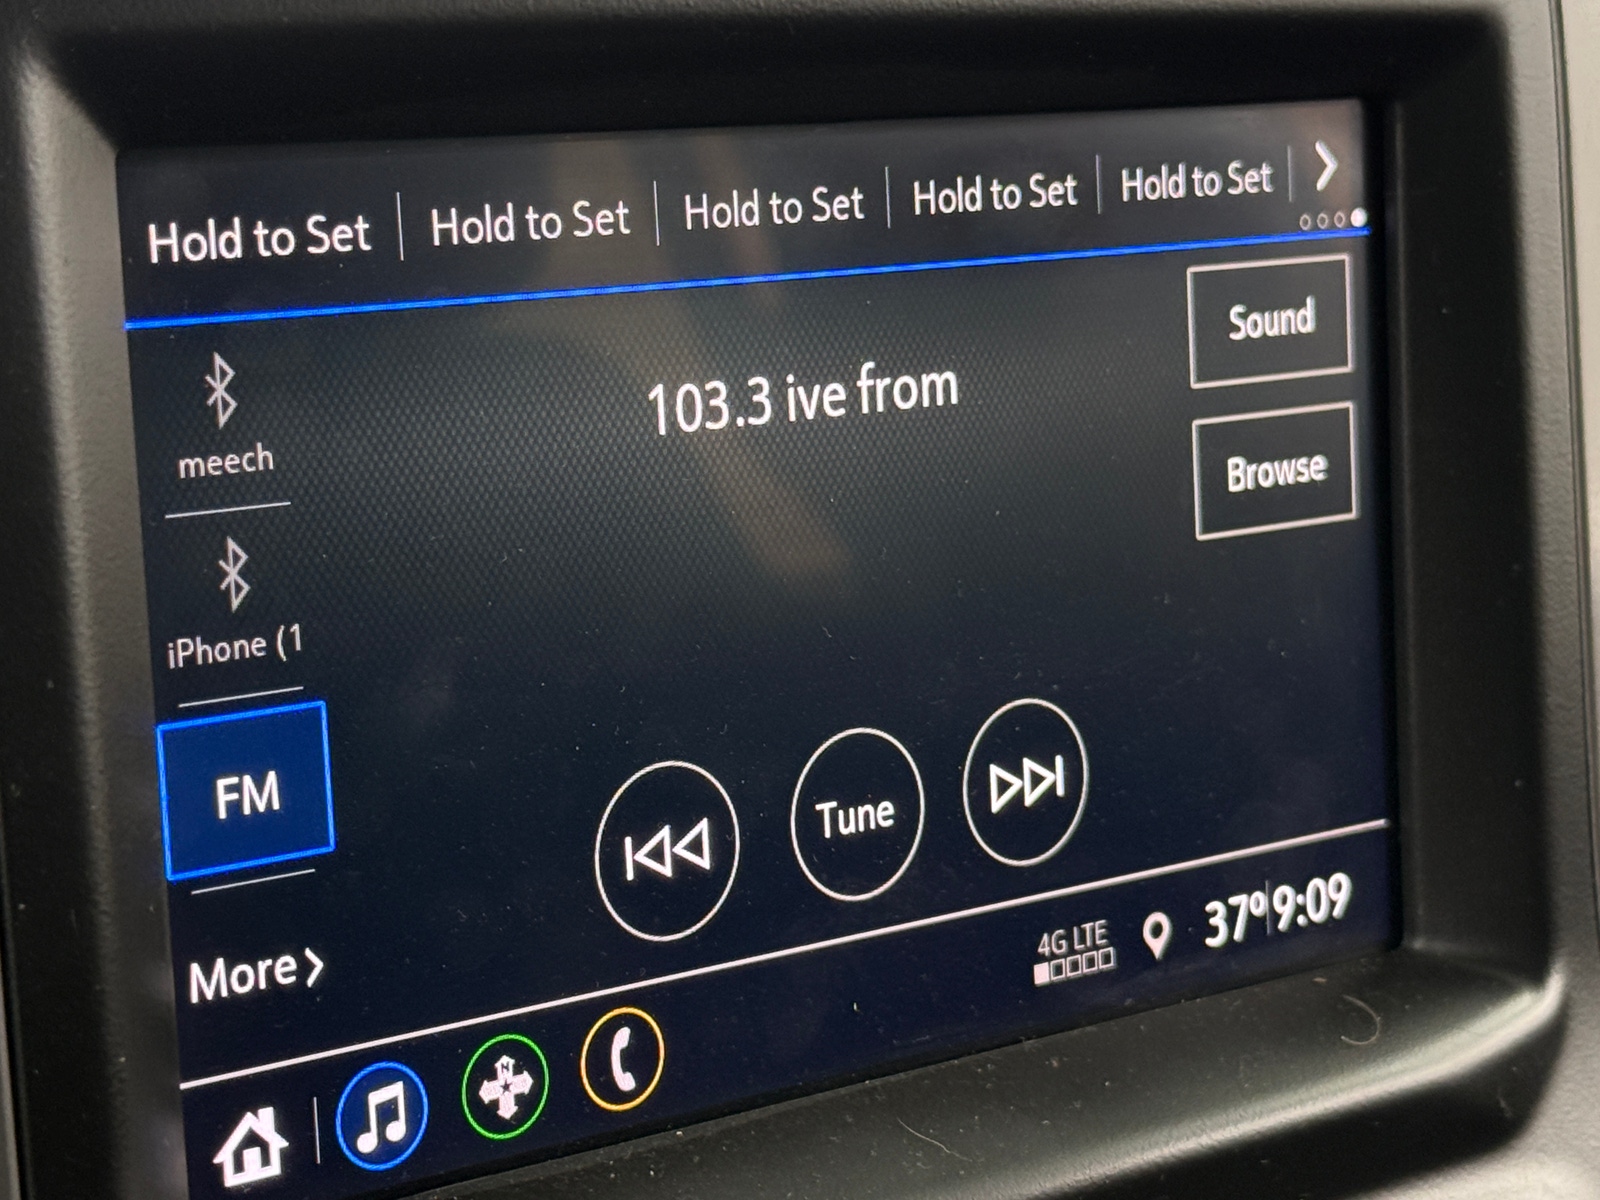 Hold to Set Hold to Set Hold to Set Hold to Set Hold to Set
Sound
103.3 ive from
meech
Browse
iPhone (1
FM
Tune
More
4G LTE
37° 9:09
N